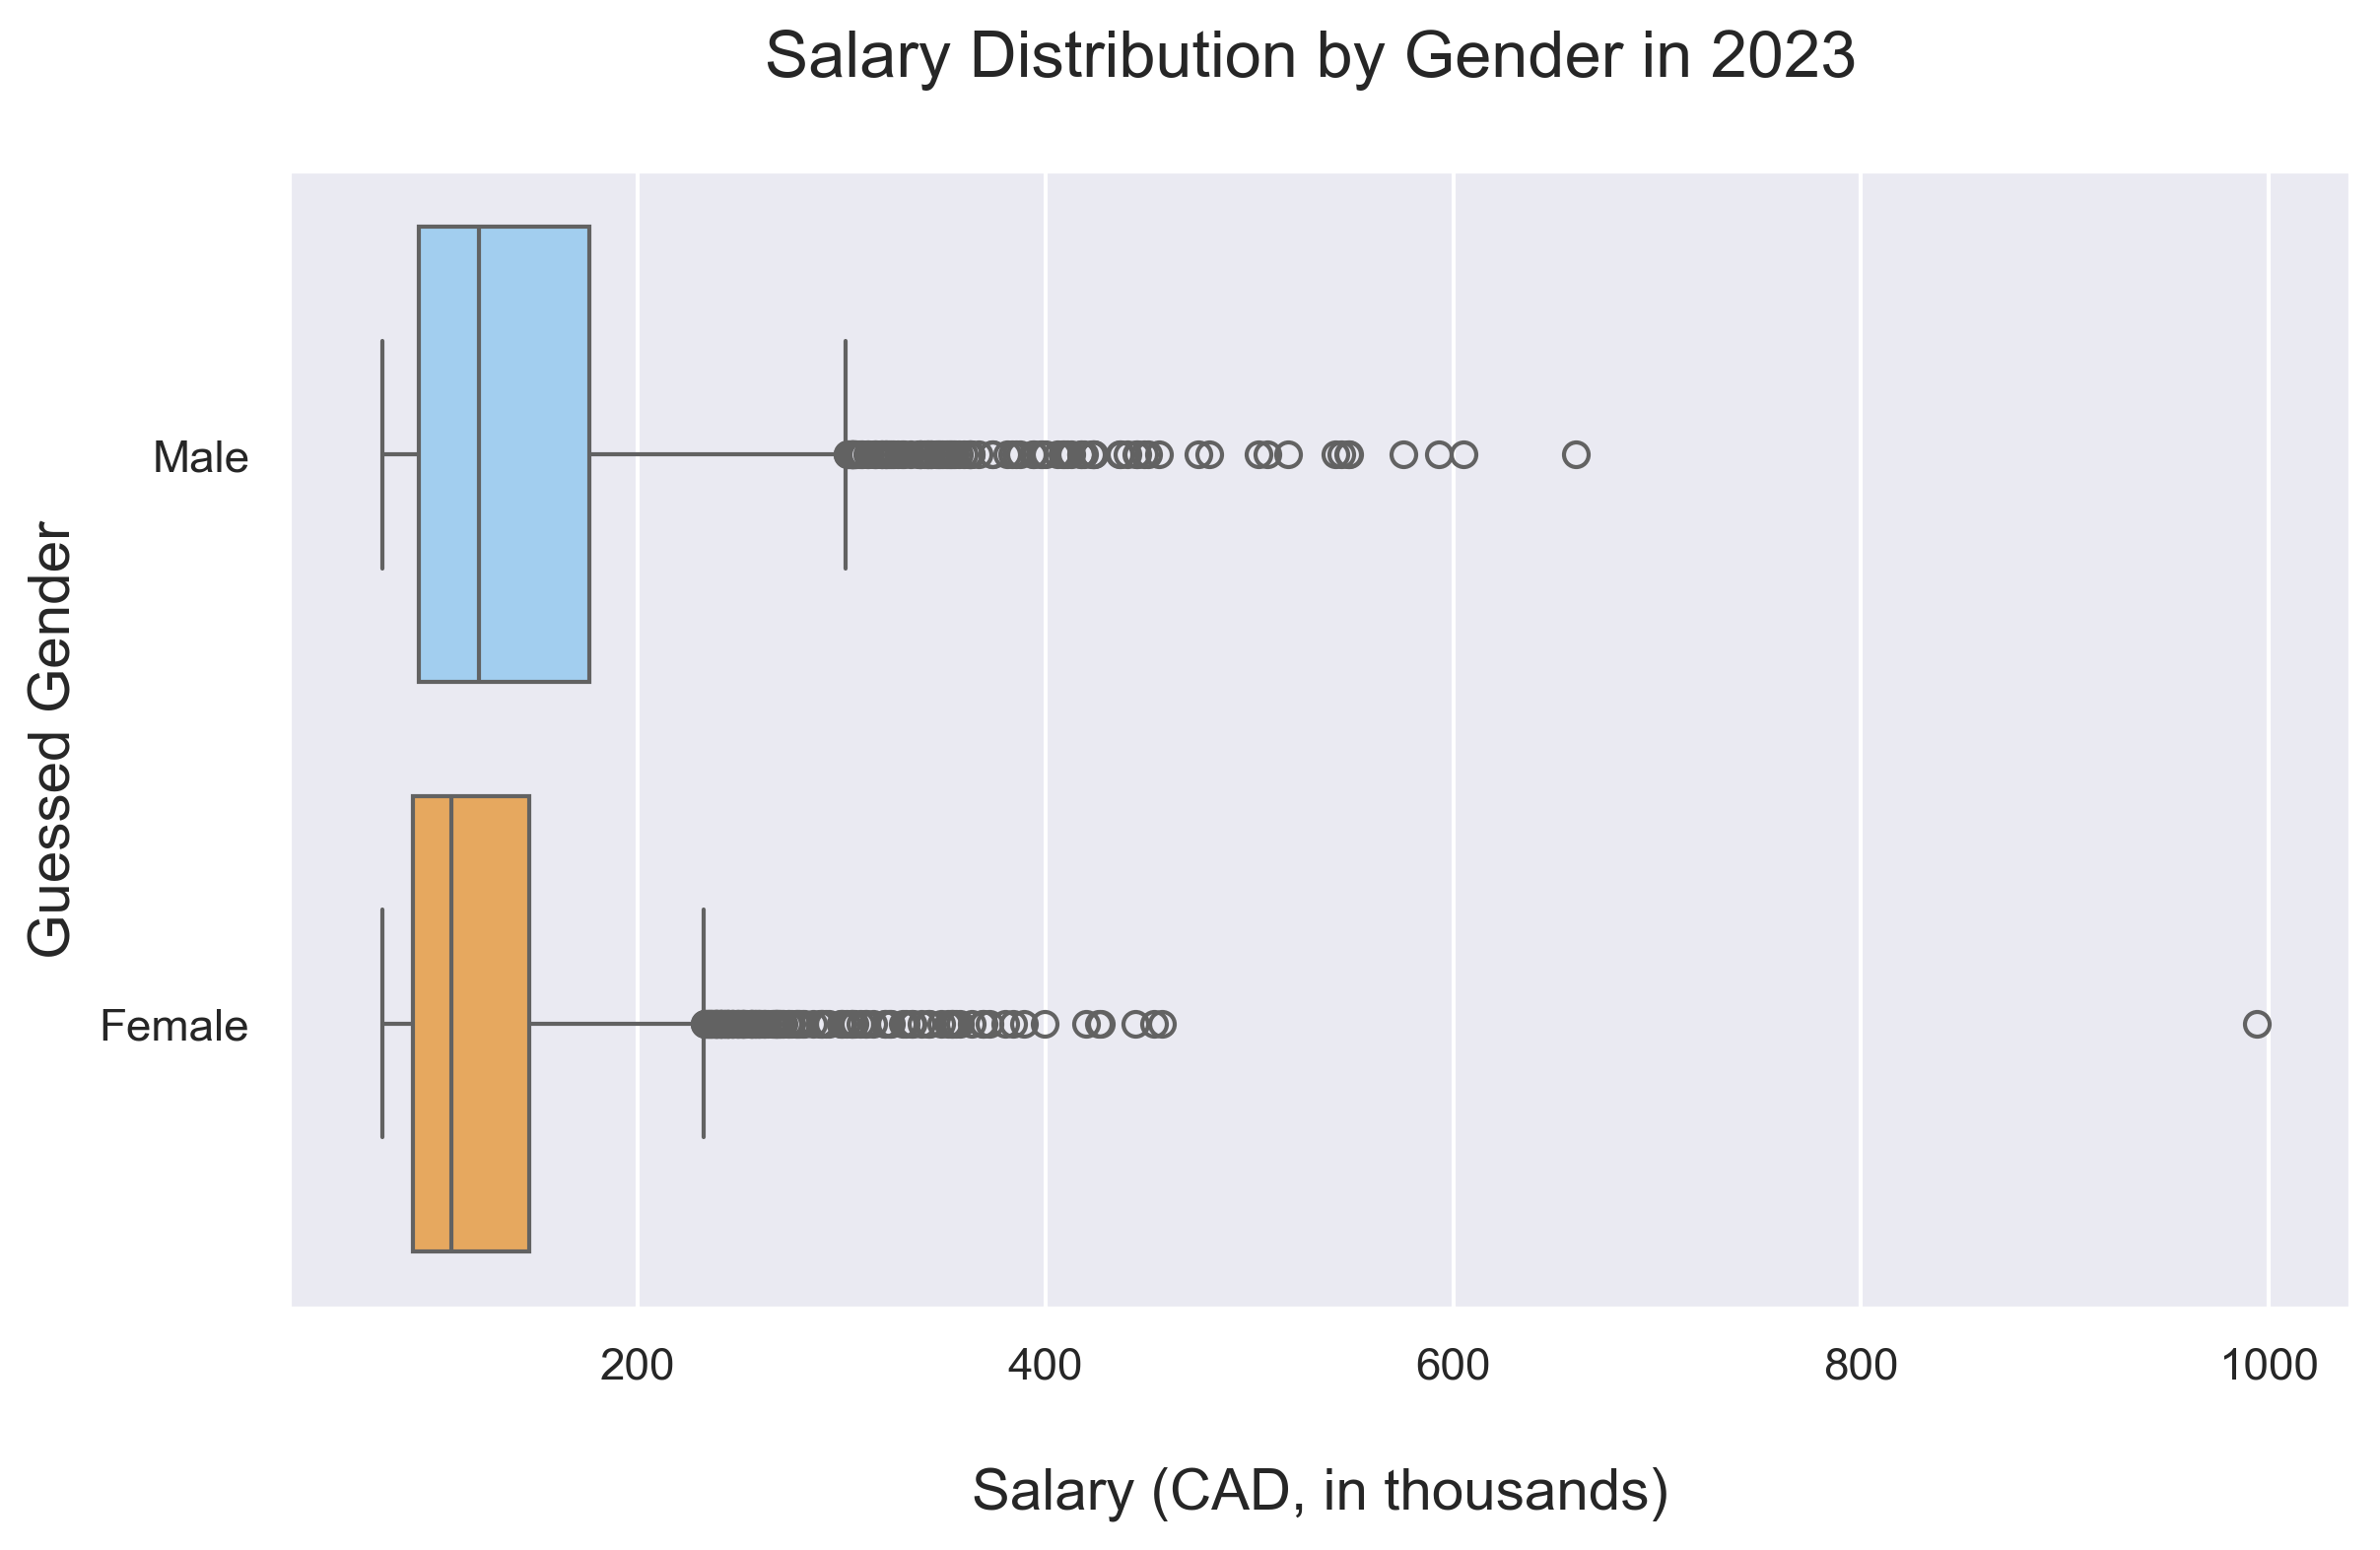 Salary Distribution by Gender in 2023
Guessed Gender
Male
Female
200 400 600 800 1000
Salary (CAD, in thousands)